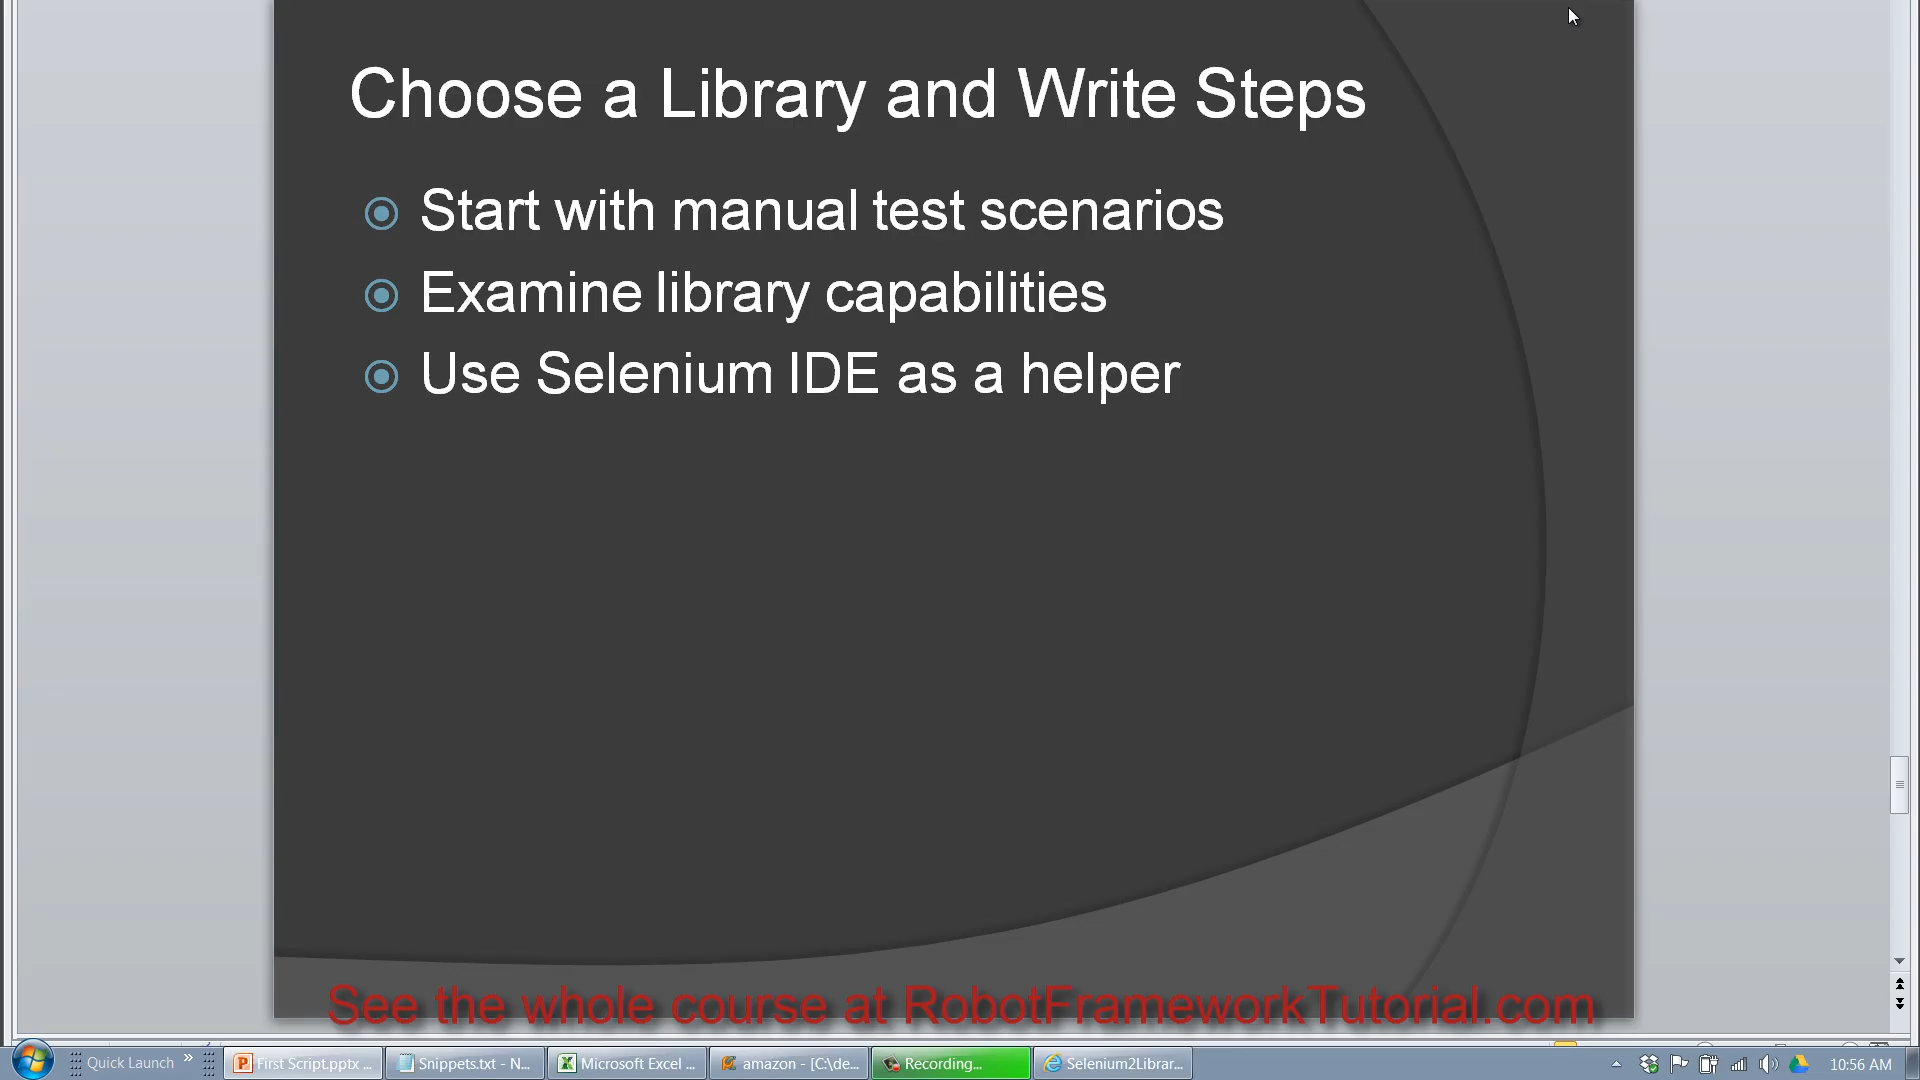 Choose a Library and Write Steps
Start with manual test scenarios
Examine library capabilities
Use Selenium IDE as a helper
See the whole course at RobotFrameworkTutorial.com
Quick Launch
First Script.pptx ...
Snippets.txt - N...
Microsoft Excel ...
amazon - [C:\de...
Recording...
Selenium2Librar...
10:56 AM